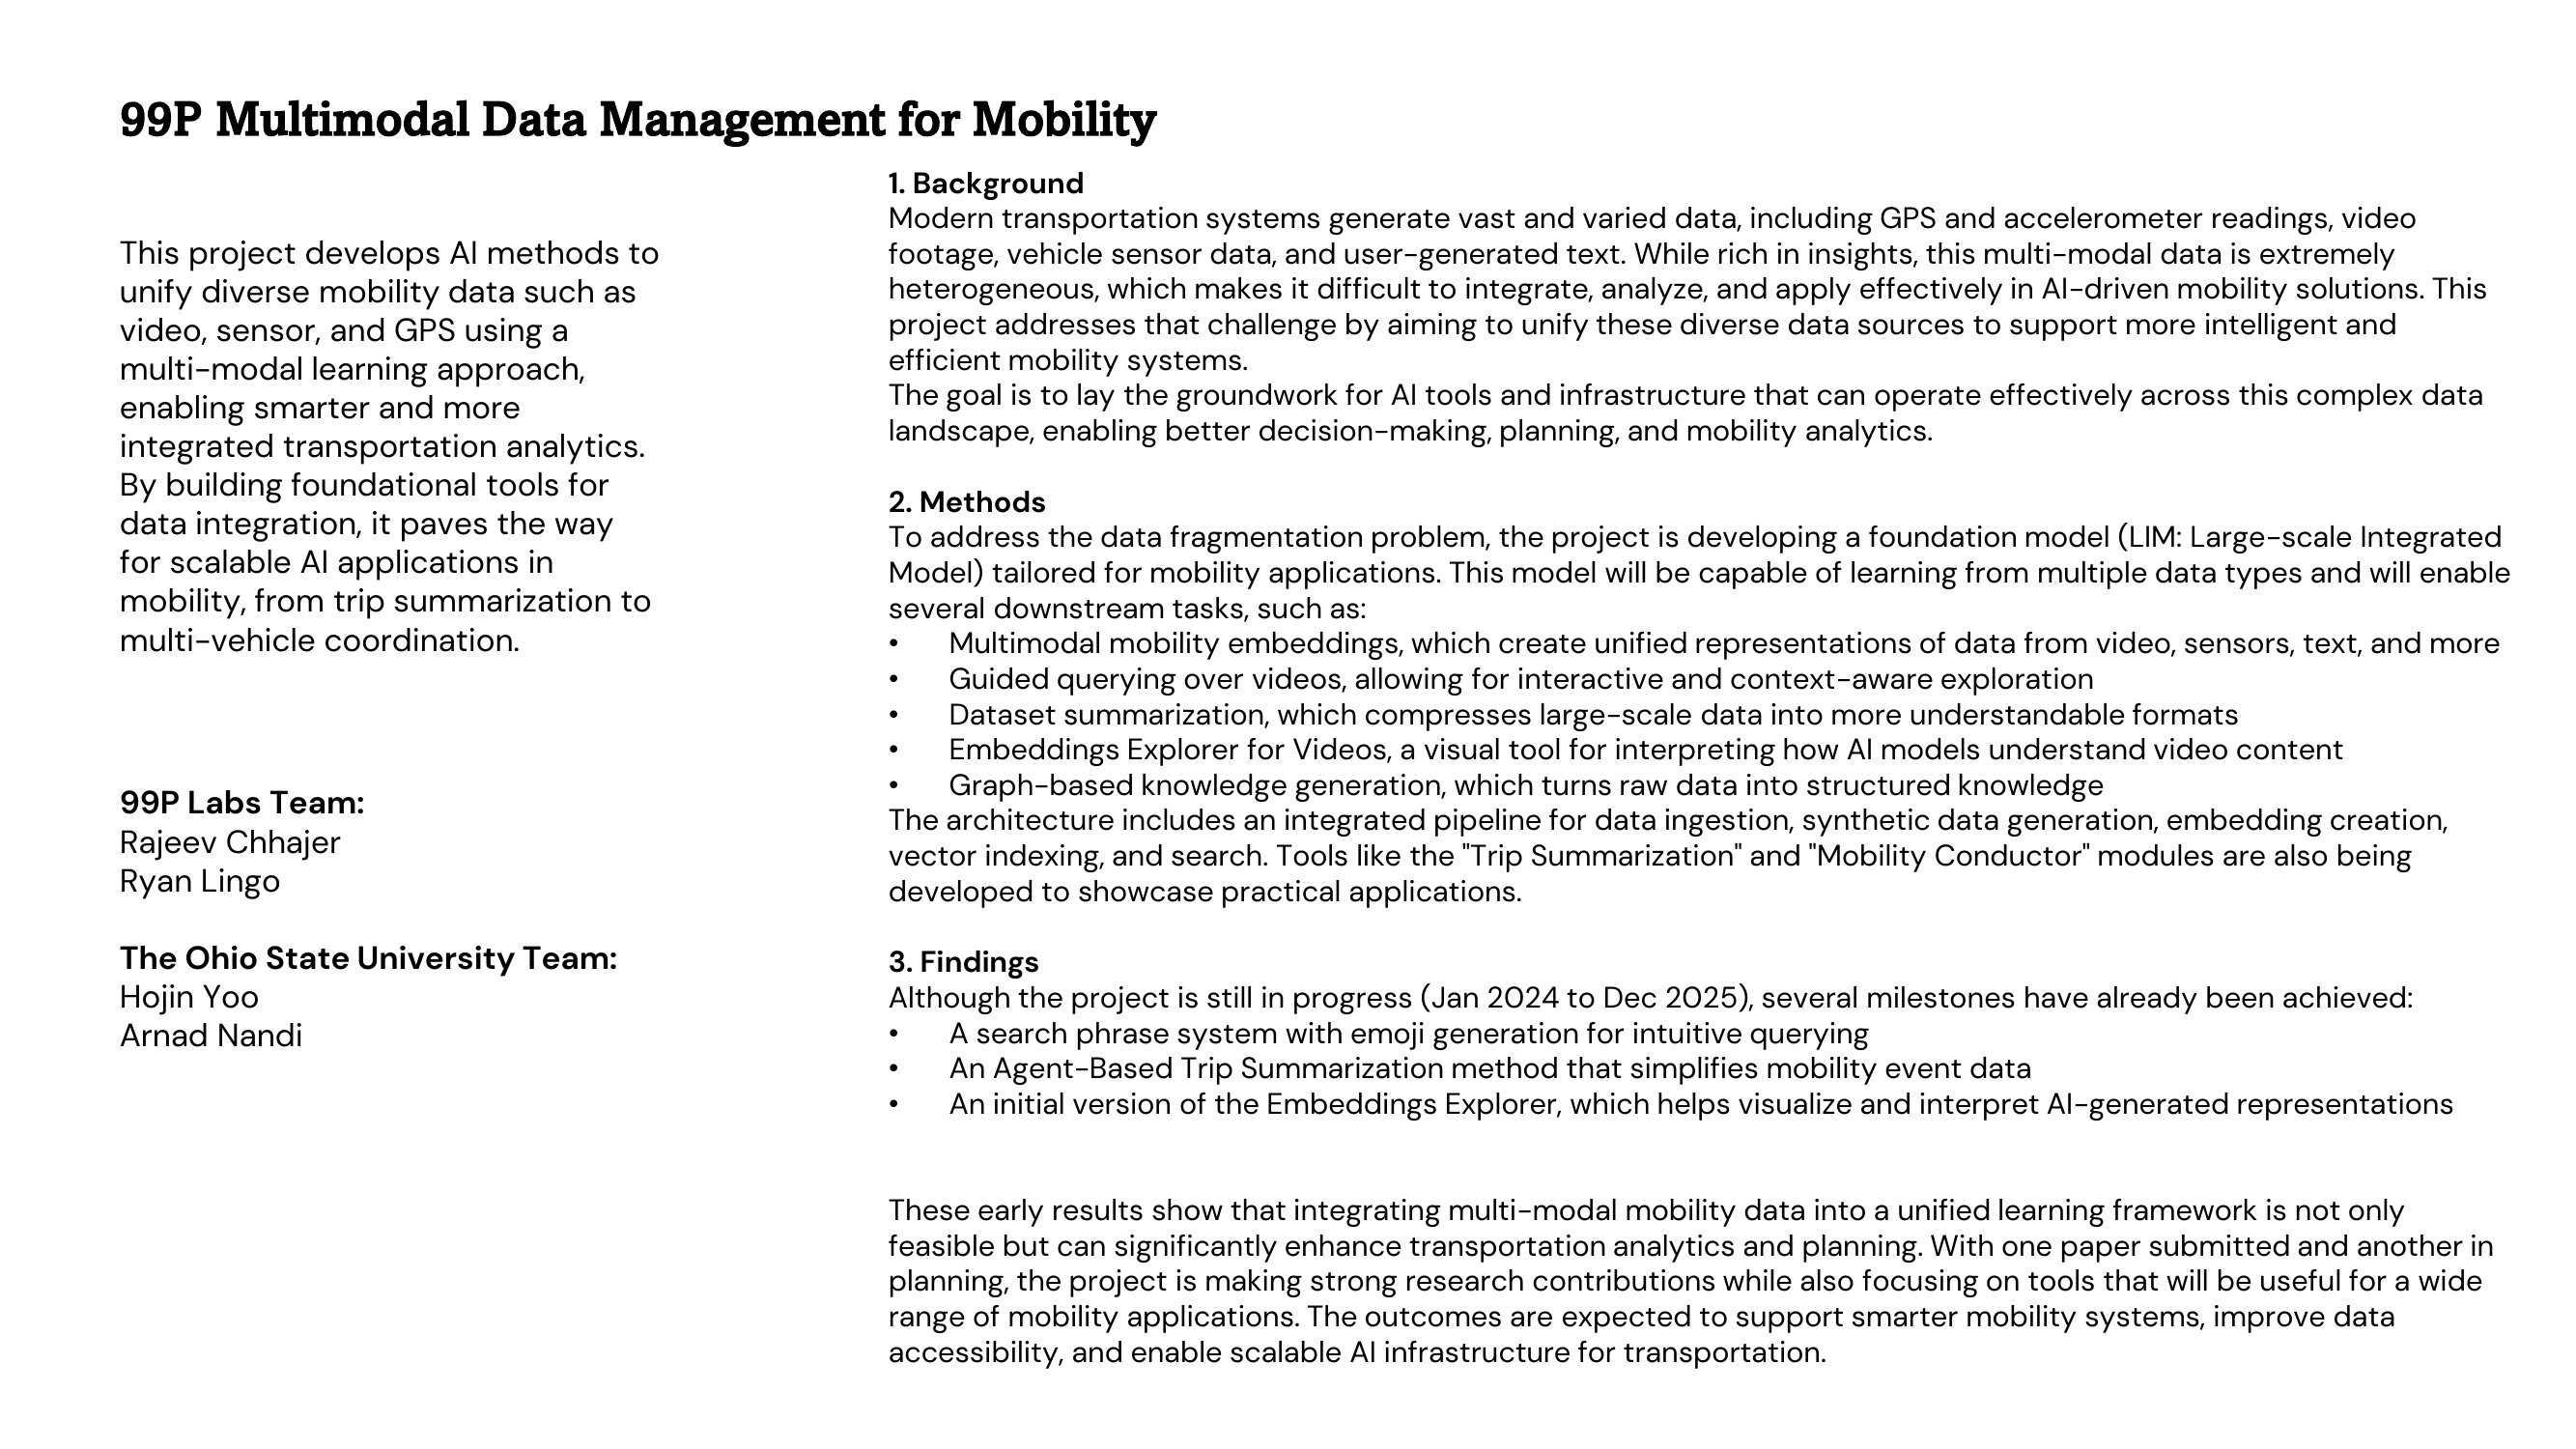 99P Multimodal Data Management for Mobility
This project develops AI methods to
unify diverse mobility data such as
video, sensor, and GPS using a
multi-modal learning approach,
enabling smarter and more
integrated transportation analytics.
By building foundational tools for
data integration, it paves the way
for scalable AI applications in
mobility, from trip summarization to
multi-vehicle coordination.
99P Labs Team:
Rajeev Chhajer
Ryan Lingo
The Ohio State University Team:
Hojin Yoo
Arnad Nandi
1. Background
Modern transportation systems generate vast and varied data, including GPS and accelerometer readings, video
footage, vehicle sensor data, and user-generated text. While rich in insights, this multi-modal data is extremely
heterogeneous, which makes it difficult to integrate, analyze, and apply effectively in AI-driven mobility solutions. This
project addresses that challenge by aiming to unify these diverse data sources to support more intelligent and
efficient mobility systems.
The goal is to lay the groundwork for AI tools and infrastructure that can operate effectively across this complex data
landscape, enabling better decision-making, planning, and mobility analytics.
2. Methods
To address the data fragmentation problem, the project is developing a foundation model (LIM: Large-scale Integrated
Model) tailored for mobility applications. This model will be capable of learning from multiple data types and will enable
several downstream tasks, such as:
• Multimodal mobility embeddings, which create unified representations of data from video, sensors, text, and more
• Guided querying over videos, allowing for interactive and context-aware exploration
• Dataset summarization, which compresses large-scale data into more understandable formats
• Embeddings Explorer for Videos, a visual tool for interpreting how AI models understand video content
• Graph-based knowledge generation, which turns raw data into structured knowledge
The architecture includes an integrated pipeline for data ingestion, synthetic data generation, embedding creation,
vector indexing, and search. Tools like the "Trip Summarization" and "Mobility Conductor" modules are also being
developed to showcase practical applications.
3. Findings
Although the project is still in progress (Jan 2024 to Dec 2025), several milestones have already been achieved:
• A search phrase system with emoji generation for intuitive querying
• An Agent-Based Trip Summarization method that simplifies mobility event data
• An initial version of the Embeddings Explorer, which helps visualize and interpret AI-generated representations
These early results show that integrating multi-modal mobility data into a unified learning framework is not only
feasible but can significantly enhance transportation analytics and planning. With one paper submitted and another in
planning, the project is making strong research contributions while also focusing on tools that will be useful for a wide
range of mobility applications. The outcomes are expected to support smarter mobility systems, improve data
accessibility, and enable scalable AI infrastructure for transportation.